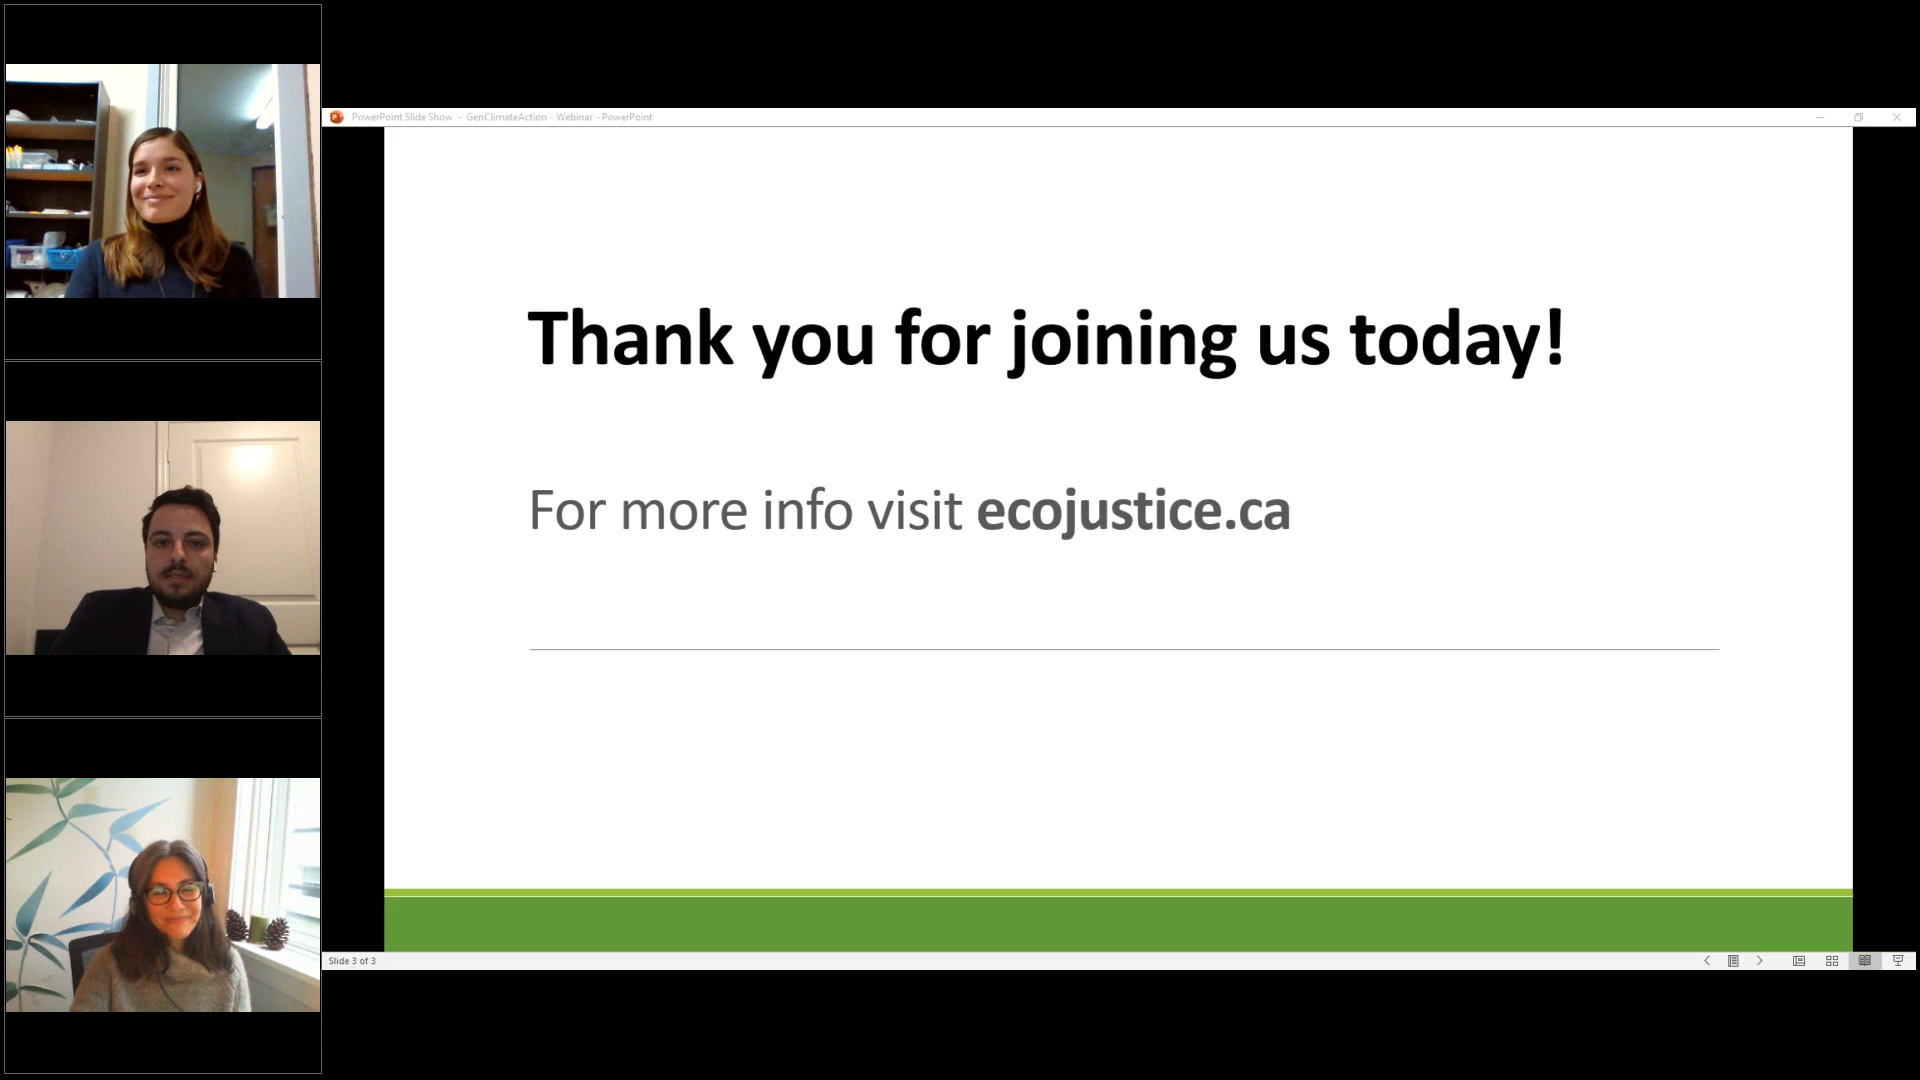 PowerPoint Slide Show - GenClimateAction - Webinar - PowerPoint
Thank you for joining us today!
For more info visit ecojustice.ca
Slide 3 of 3